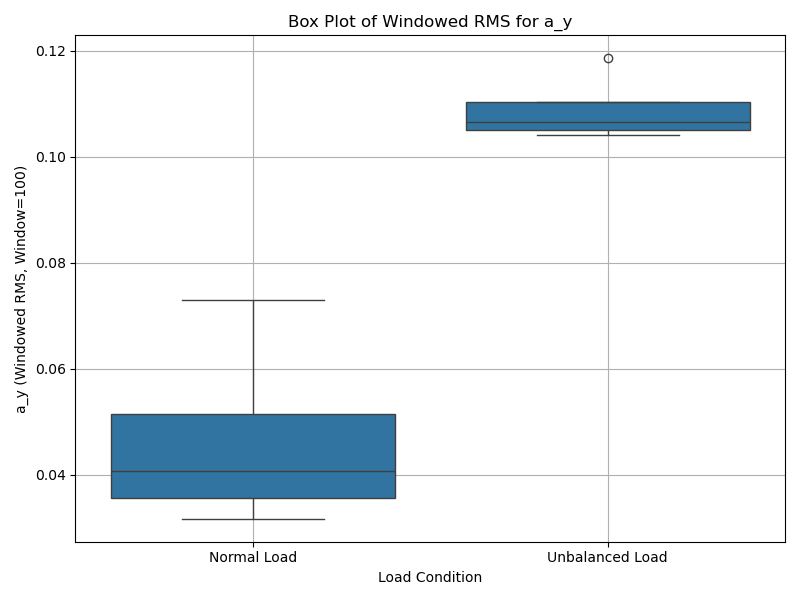 Box Plot of Windowed RMS for a_y
a_y (Windowed RMS, Window=100)
0.12
0.10
0.08
0.06
0.04
Normal Load
Unbalanced Load
Load Condition